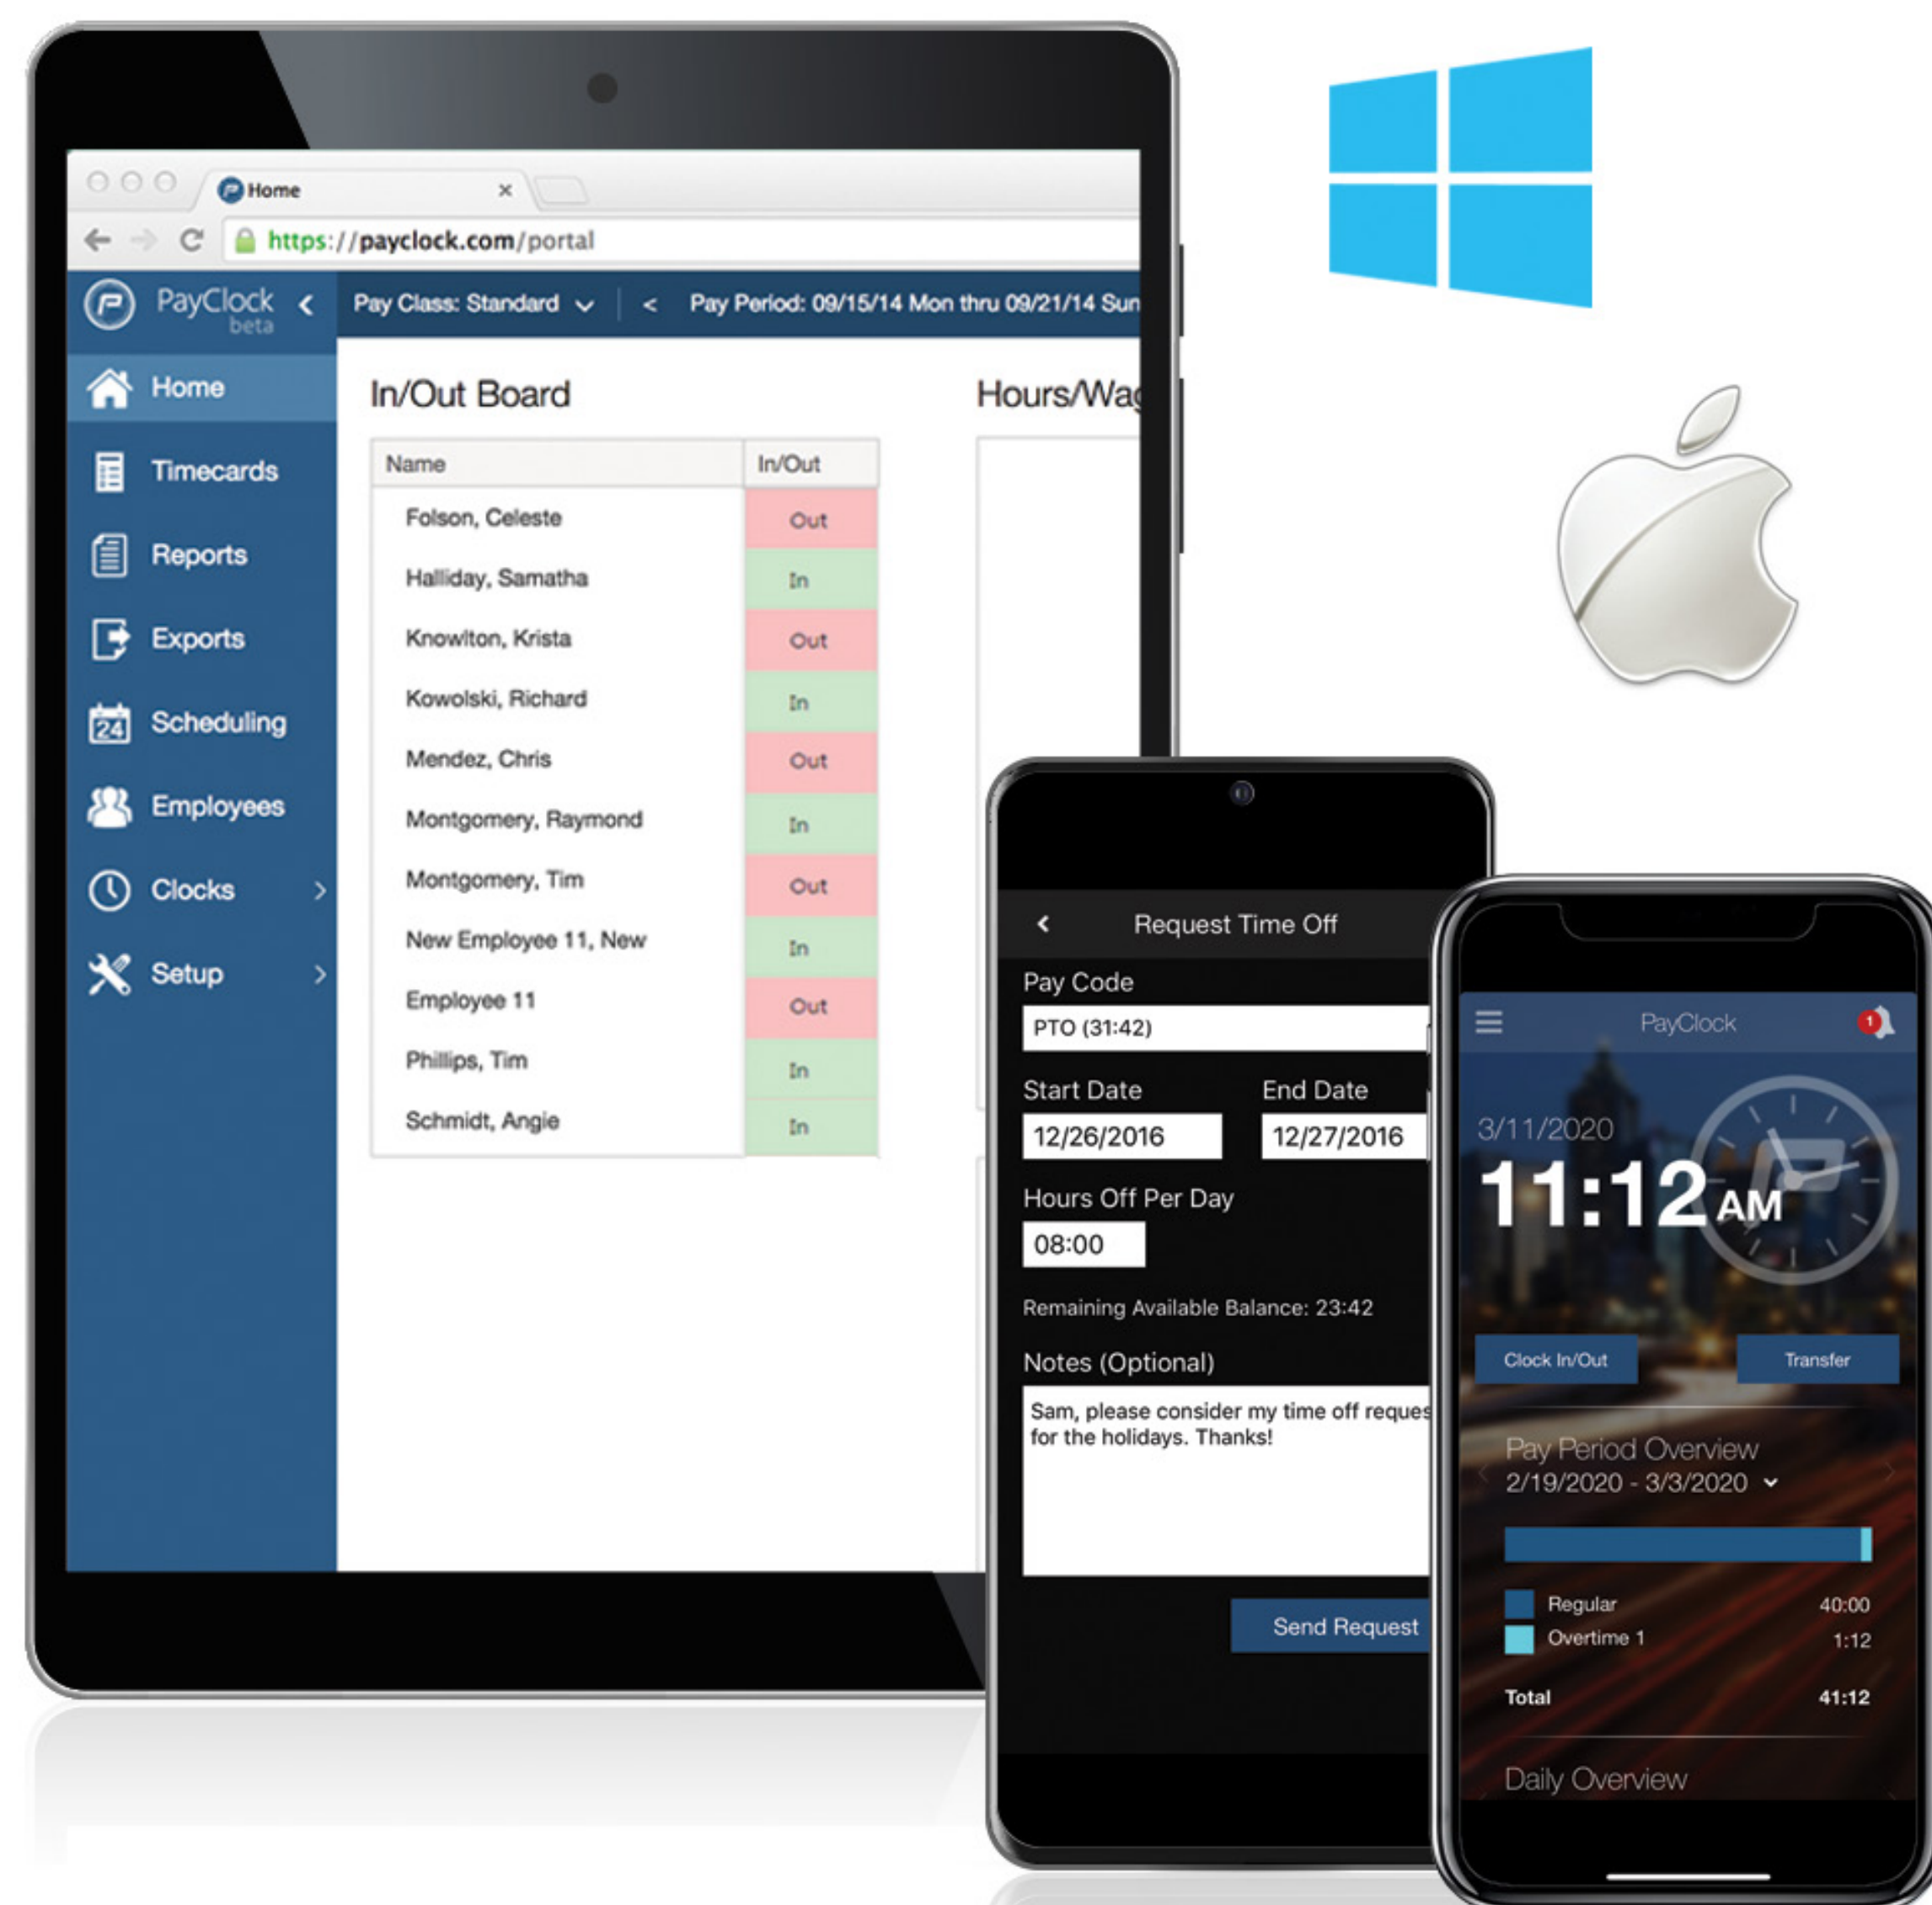 Home
https://payclock.com/portal
PayClock
beta
Pay Class: Standard
< Pay Period: 09/15/14 Mon thru 09/21/14 Sun
Home
Timecards
Reports
Exports
24 Scheduling
Employees
Clocks
Setup
In/Out Board
Name In/Out
Folson, Celeste Out
Halliday, Samatha In
Knowlton, Krista Out
Kowolski, Richard In
Mendez, Chris Out
Montgomery, Raymond In
Montgomery, Tim Out
New Employee 11, New In
Employee 11 Out
Phillips, Tim In
Schmidt, Angie In
Hours/Wag
Request Time Off
Pay Code
PTO (31:42)
Start Date End Date
12/26/2016 12/27/2016
Hours Off Per Day
08:00
Remaining Available Balance: 23:42
Notes (Optional)
Sam, please consider my time off reques
for the holidays. Thanks!
Send Request
PayClock 1
3/11/2020
11:12 AM
Clock In/Out Transfer
Pay Period Overview
2/19/2020 - 3/3/2020
Regular 40:00
Overtime 1 1:12
Total 41:12
Daily Overview